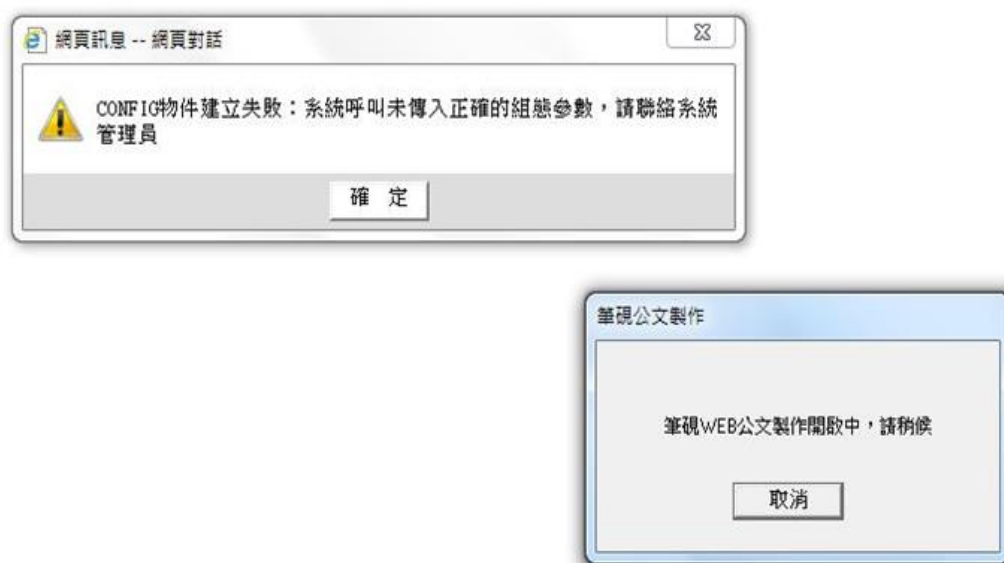 網頁訊息 -- 網頁對話
CONFIG物件建立失敗：系統呼叫未傳入正確的組態參數，請聯絡系統
管理員
確 定
筆硯公文製作
筆硯WEB公文製作開啟中，請稍候
取消